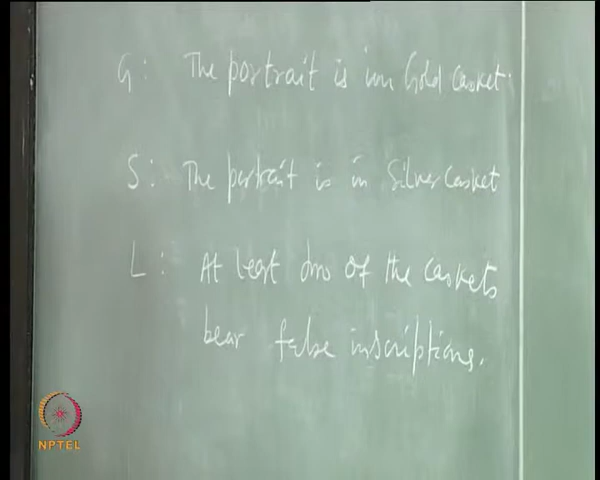 G: The portrait is in Gold casket.
S: The portrait is in Silver Casket
L: At least two of the caskets
bear false inscriptions.
NPTEL